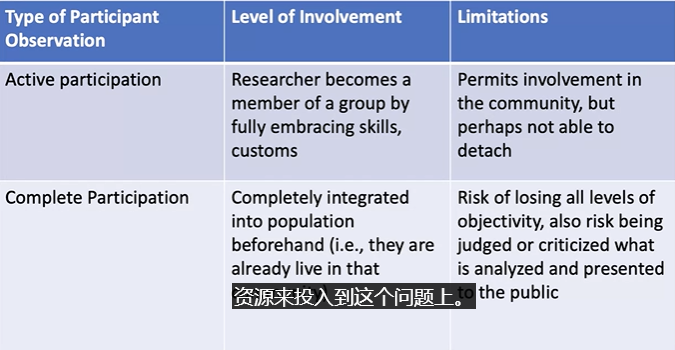 Type of Participant
Observation
Level of Involvement
Limitations
Active participation
Researcher becomes a
member of a group by
fully embracing skills,
customs
Permits involvement in
the community, but
perhaps not able to
detach
Complete Participation
Completely integrated
into population
beforehand (i.e., they are
already live in that
Risk of losing all levels of
objectivity, also risk being
judged or criticized what
is analyzed and presented
to the public
资源来投入到这个问题上。